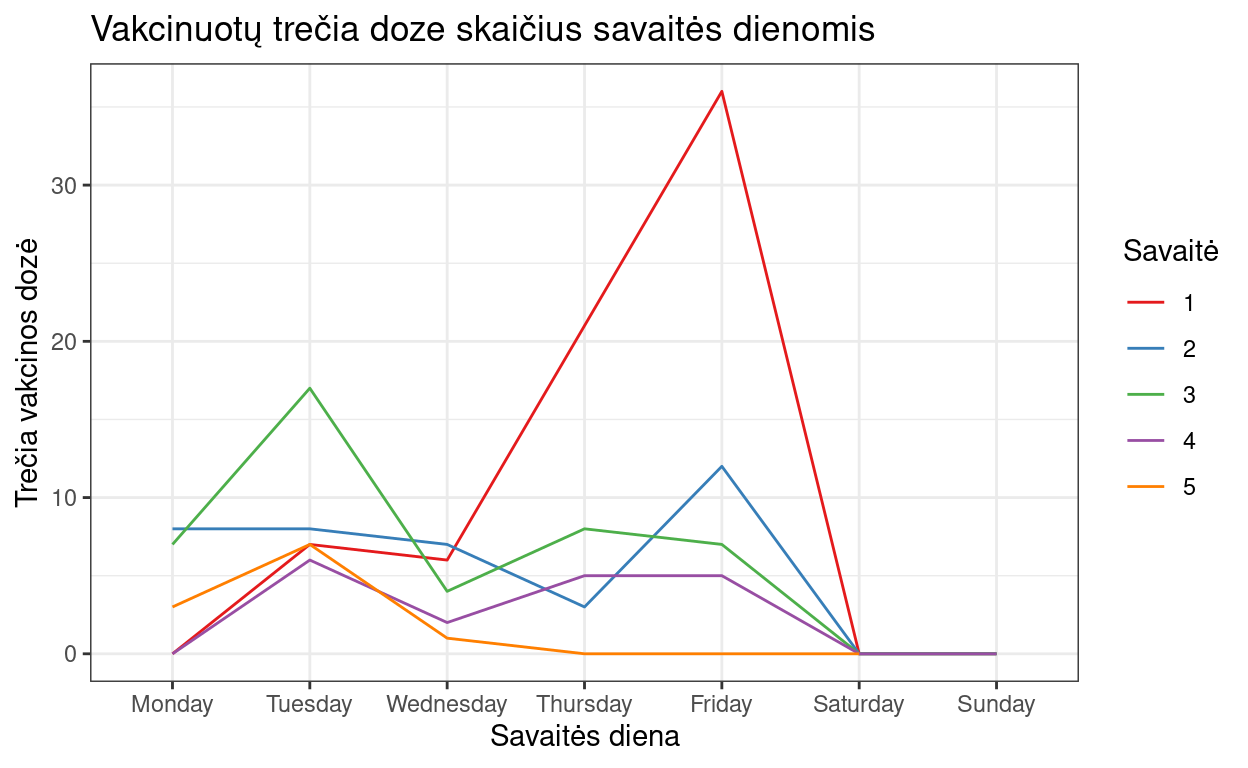 Vakcinuotų trečia doze skaičius savaitės dienomis
Trečia vakcinos dozė
30
20
10
0
Monday Tuesday Wednesday Thursday Friday Saturday Sunday
Savaitės diena
Savaitė
1
2
3
4
5